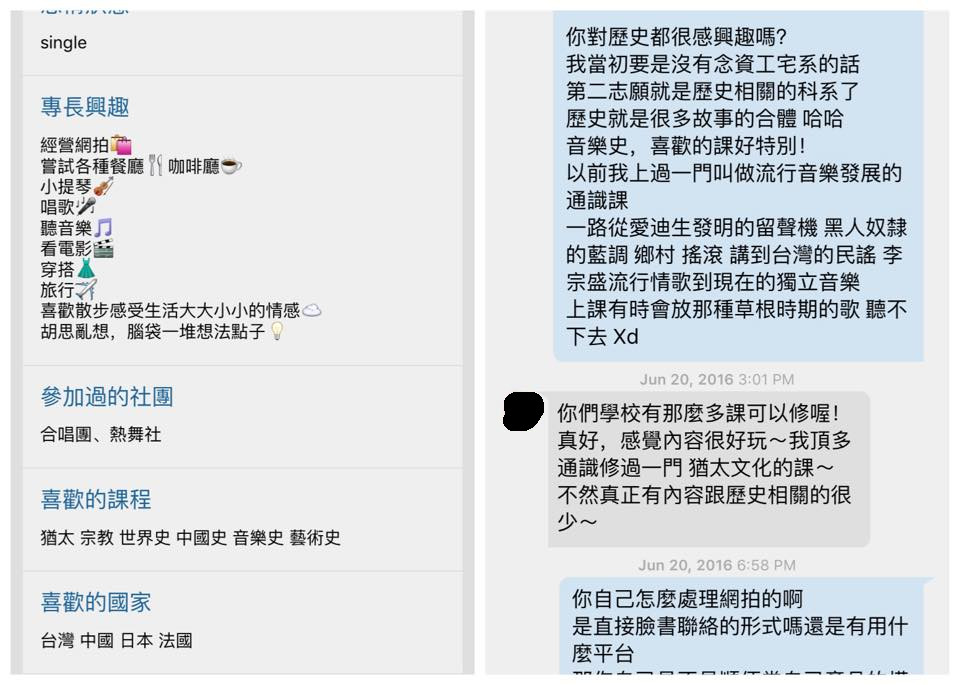 single
專長興趣
經營網拍🛍️
嘗試各種餐廳🍴咖啡廳☕
小提琴🎻
唱歌🎤
聽音樂🎵
看電影🎬
穿搭👗
旅行✈️
喜歡散步感受生活大大小小的情感☁️
胡思亂想，腦袋一堆想法點子💡
參加過的社團
合唱團、熱舞社
喜歡的課程
猶太 宗教 世界史 中國史 音樂史 藝術史
喜歡的國家
台灣 中國 日本 法國
你對歷史都很感興趣嗎?
我當初要是沒有念資工宅系的話
第二志願就是歷史相關的科系了
歷史就是很多故事的合體 哈哈
音樂史，喜歡的課好特別！
以前我上過一門叫做流行音樂發展的
通識課
一路從愛迪生發明的留聲機 黑人奴隸
的藍調 鄉村 搖滾 講到台灣的民謠 李
宗盛流行情歌到現在的獨立音樂
上課有時會放那種草根時期的歌 聽不
下去 Xd
Jun 20, 2016 3:01 PM
你們學校有那麼多課可以修喔！
真好，感覺內容很好玩～我頂多
通識修過一門 猶太文化的課～
不然真正有內容跟歷史相關的很
少～
Jun 20, 2016 6:58 PM
你自己怎麼處理網拍的啊
是直接臉書聯絡的形式嗎還是有用什
麼平台